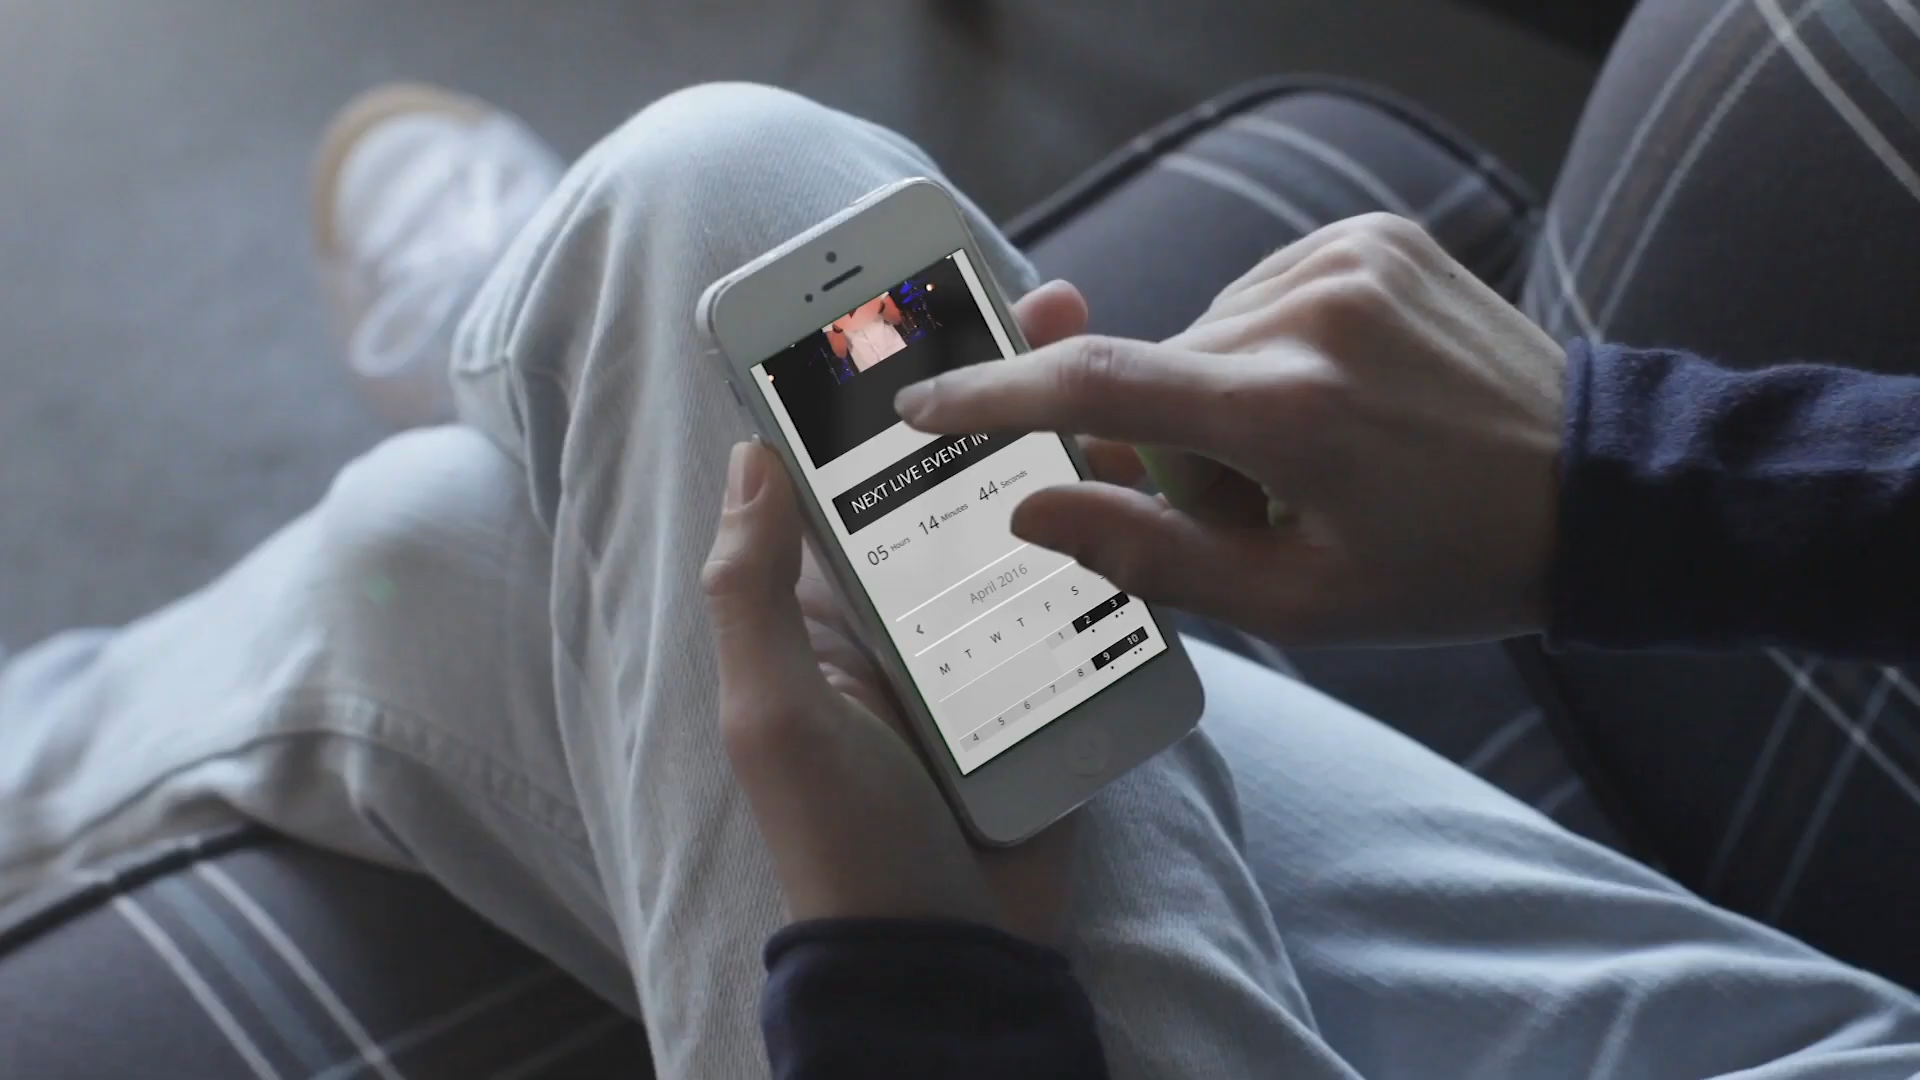 NEXT LIVE EVENT IN
05 Hours 14 Minutes 44 Seconds
April 2016
M T W T F S
1 2 3
4 5 6 7 8 9 10